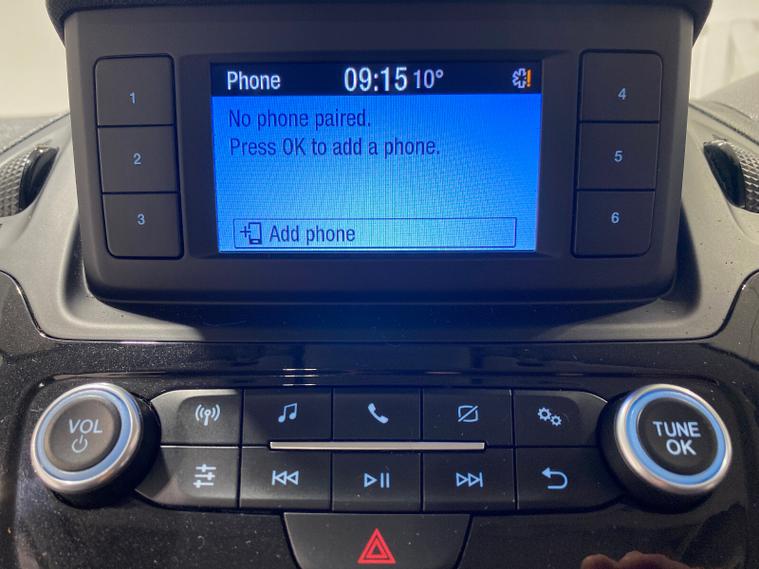 Phone 09:15 10°
No phone paired.
Press OK to add a phone.
Add phone
1
2
3
4
5
6
VOL
TUNE
OK